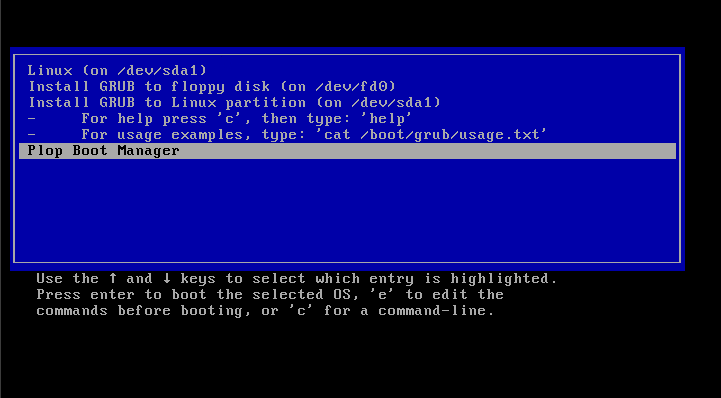 Linux (on /dev/sda1)
Install GRUB to floppy disk (on /dev/fd0)
Install GRUB to Linux partition (on /dev/sda1)
-     For help press 'c', then type: 'help'
-     For usage examples, type: 'cat /boot/grub/usage.txt'
Plop Boot Manager
Use the ↑ and ↓ keys to select which entry is highlighted.
Press enter to boot the selected OS, 'e' to edit the
commands before booting, or 'c' for a command-line.